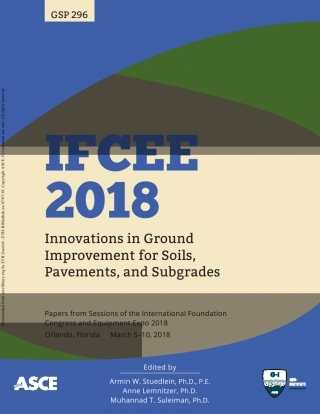 GSP 296
IFCEE
2018
Innovations in Ground
Improvement for Soils,
Pavements, and Subgrades
Papers from Sessions of the International Foundation
Congress and Equipment Expo 2018
Orlando, Florida March 5–10, 2018
Edited by
Armin W. Stuedlein, Ph.D., P.E.
Anne Lemnitzer, Ph.D.
Muhannad T. Suleiman, Ph.D.
ASCE
G-I